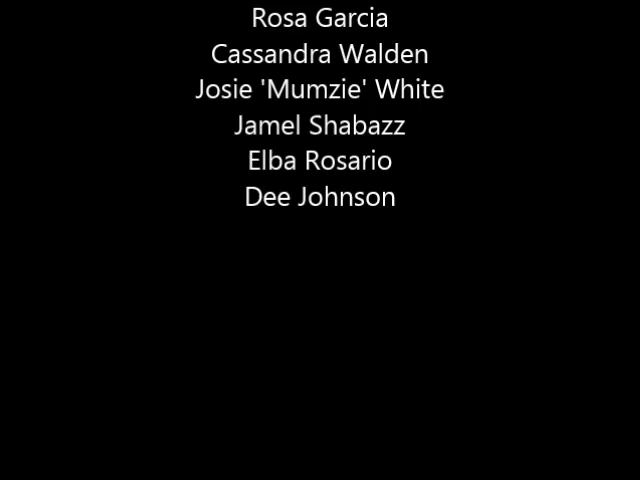 Rosa Garcia
Cassandra Walden
Josie 'Mumzie' White
Jamel Shabazz
Elba Rosario
Dee Johnson